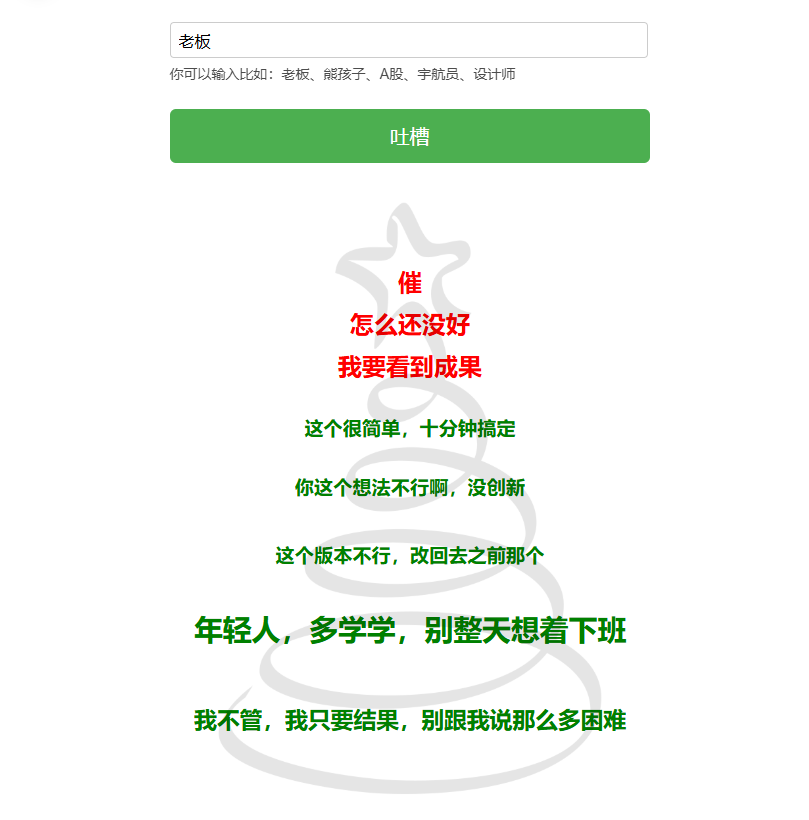 老板
你可以输入比如：老板、熊孩子、A股、宇航员、设计师
吐槽
催
怎么还没好
我要看到成果
这个很简单，十分钟搞定
你这个想法不行啊，没创新
这个版本不行，改回去之前那个
年轻人，多学学，别整天想着下班
我不管，我只要结果，别跟我说那么多困难